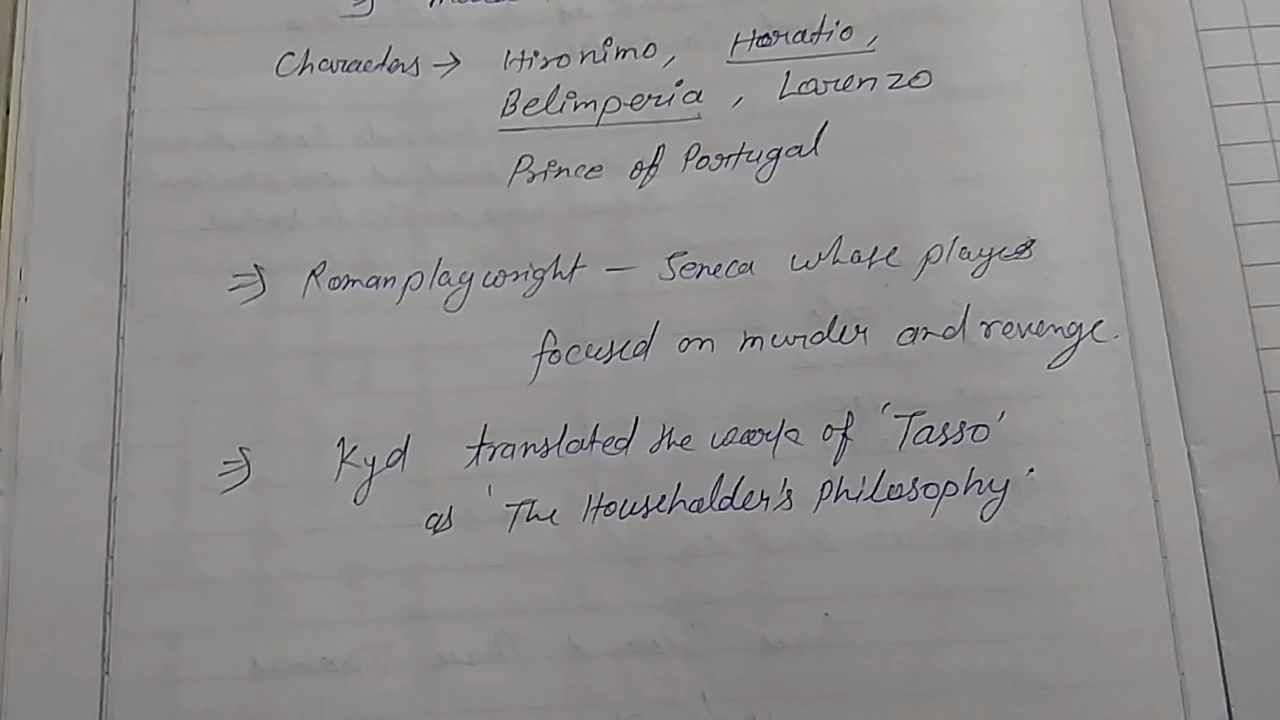 Characters → Hironimo, Horatio,
Belimperia, Lorenzo
Prince of Portugal
⇒ Roman playwright – Seneca whose playes
focused on murder and revenge.
⇒ Kyd translated the work of 'Tasso'
as 'The Householder's Philosophy'